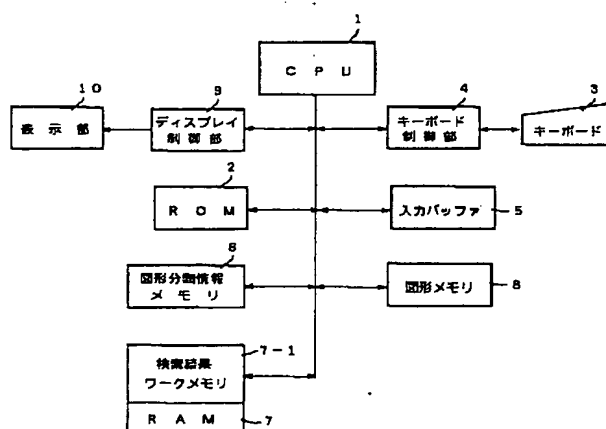 1
CPU
10
表示部
9
ディスプレイ
制御部
4
キーボード
制御部
3
キーボード
2
ROM
入力バッファ
5
8
図形分類情報
メモリ
図形メモリ
7-1
検索結果
ワークメモリ
RAM
7